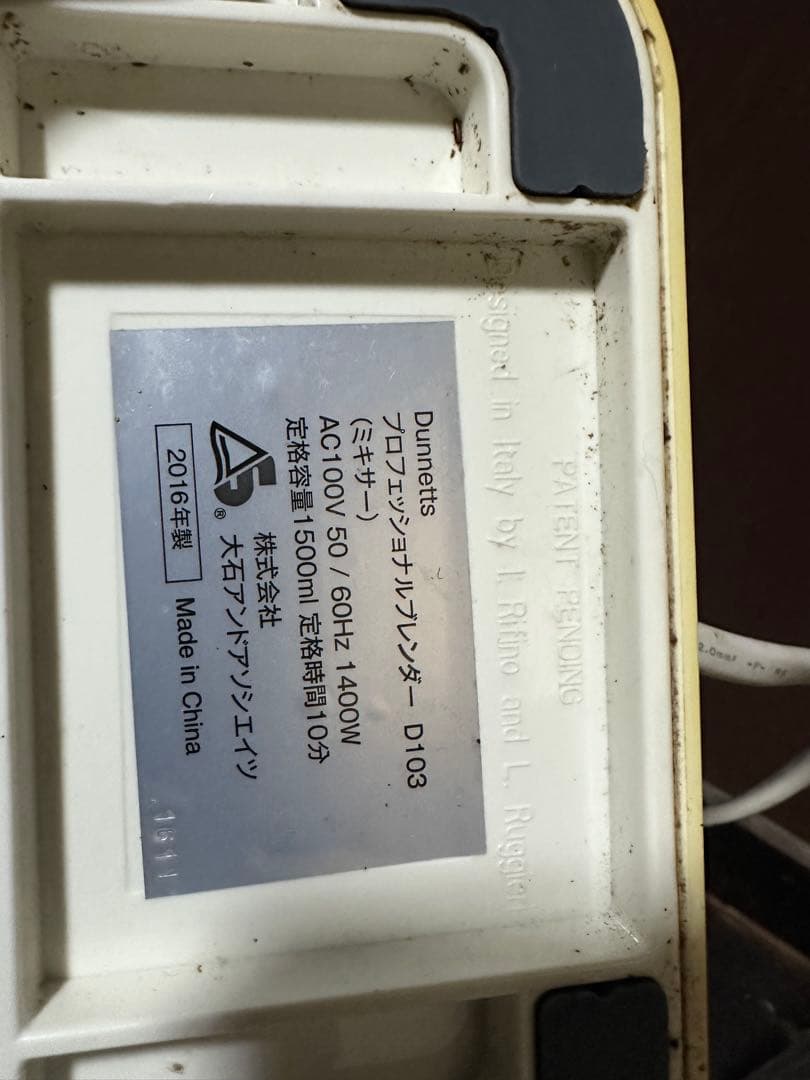 PATENT PENDING
Designed in Italy by I. Rifino and L. Ruggieri
Dunnetts
プロフェッショナルブレンダー D103
(ミキサー)
AC100V 50 / 60Hz 1400W
定格容量1500ml 定格時間10分
®
株式会社
大石アンドアソシエイツ
2016年製 Made in China
1611
2.0mm² -F-